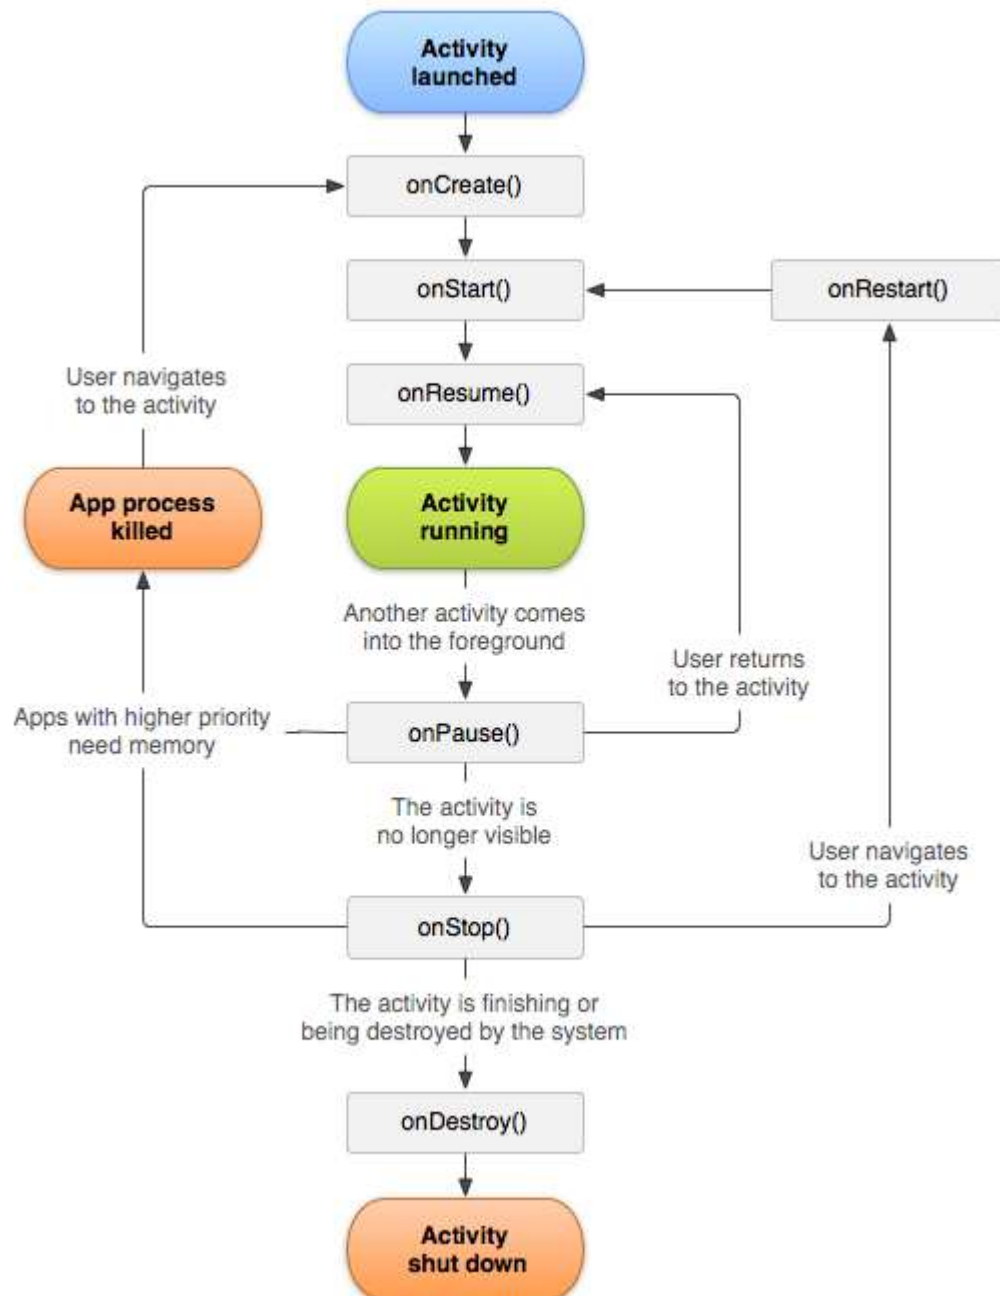 Activity
launched
onCreate()
onStart()
onRestart()
User navigates
to the activity
onResume()
App process
killed
Activity
running
Another activity comes
into the foreground
User returns
to the activity
Apps with higher priority
need memory
onPause()
The activity is
no longer visible
User navigates
to the activity
onStop()
The activity is finishing or
being destroyed by the system
onDestroy()
Activity
shut down